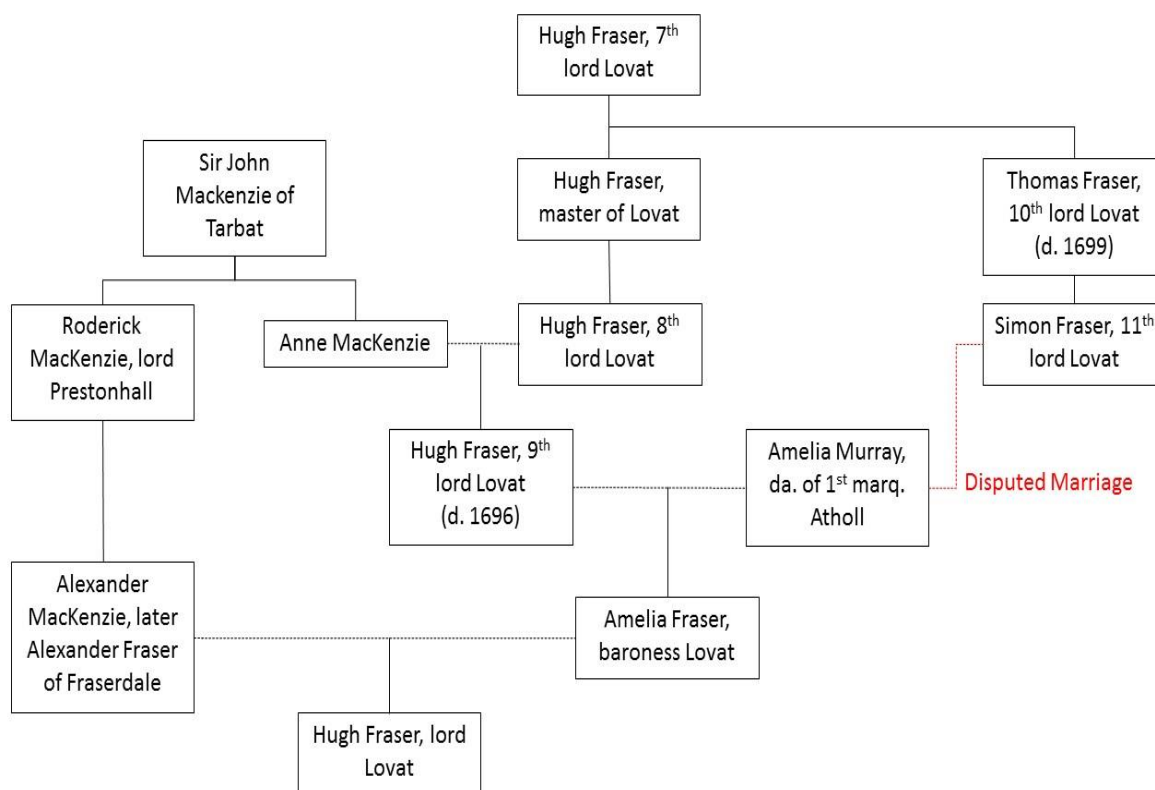 Hugh Fraser, 7th
lord Lovat
Sir John
Mackenzie of
Tarbat
Hugh Fraser,
master of Lovat
Thomas Fraser,
10th lord Lovat
(d. 1699)
Roderick
MacKenzie, lord
Prestonhall
Anne MacKenzie
Hugh Fraser, 8th
lord Lovat
Simon Fraser, 11th
lord Lovat
Hugh Fraser, 9th
lord Lovat
(d. 1696)
Amelia Murray,
da. of 1st marq.
Atholl
Disputed Marriage
Alexander
MacKenzie, later
Alexander Fraser
of Fraserdale
Amelia Fraser,
baroness Lovat
Hugh Fraser, lord
Lovat